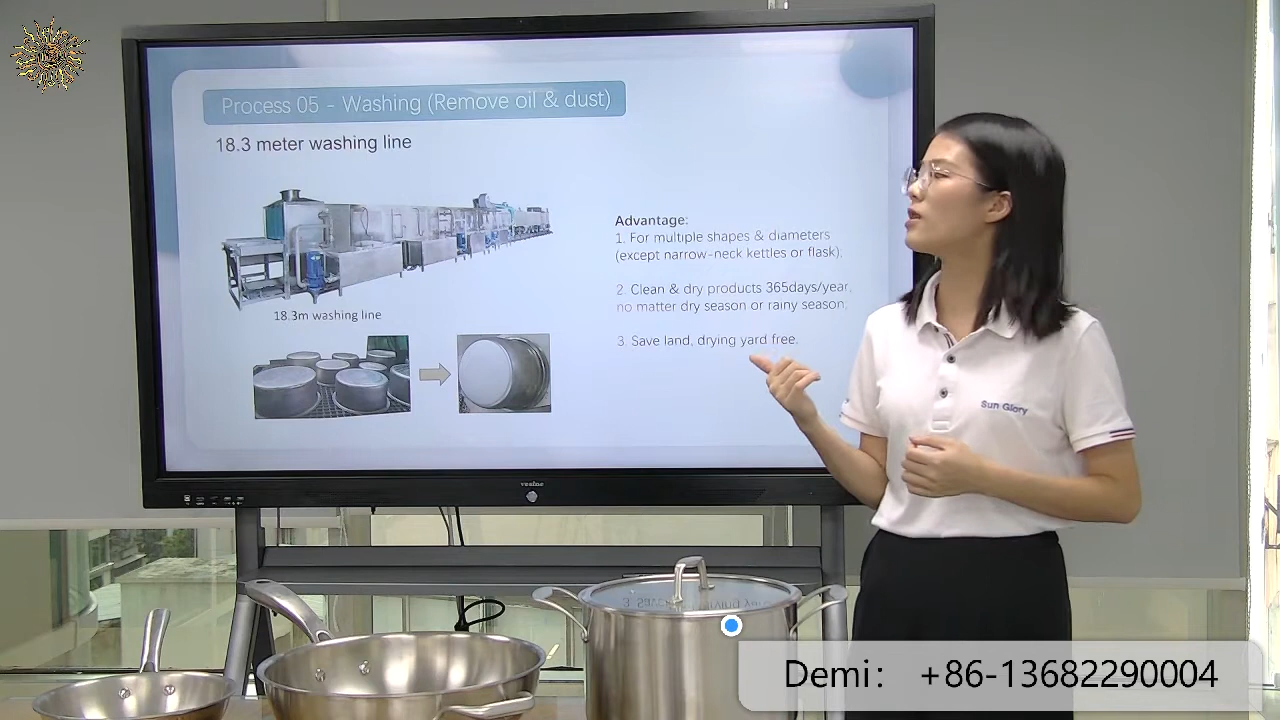 Process 05 - Washing (Remove oil & dust)
18.3 meter washing line
Advantage:
1. For multiple shapes & diameters
(except narrow-neck kettles or flask);
2. Clean & dry products 365days/year,
no matter dry season or rainy season;
3. Save land, drying yard free.
18.3m washing line
Sun Glory
Demi： +86-13682290004